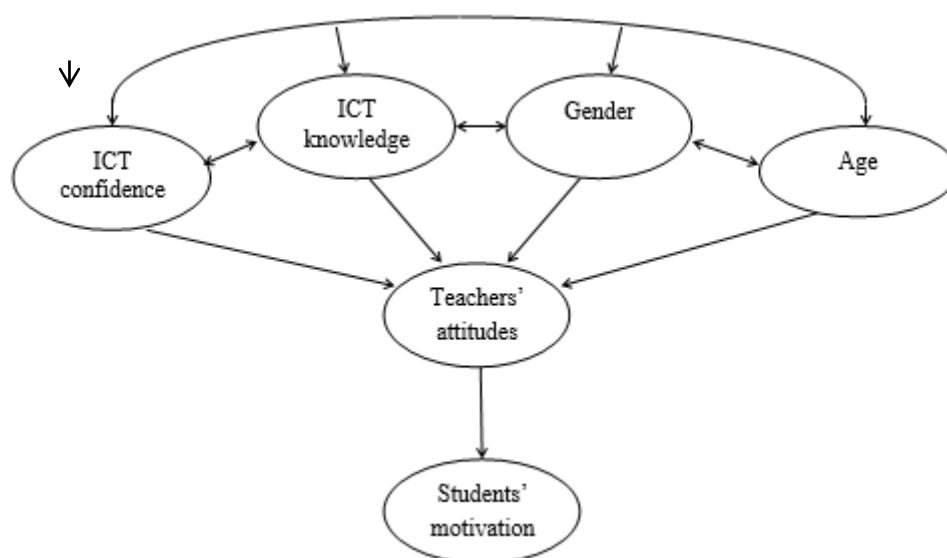 ICT
knowledge
Gender
ICT
confidence
Age
Teachers’
attitudes
Students’
motivation